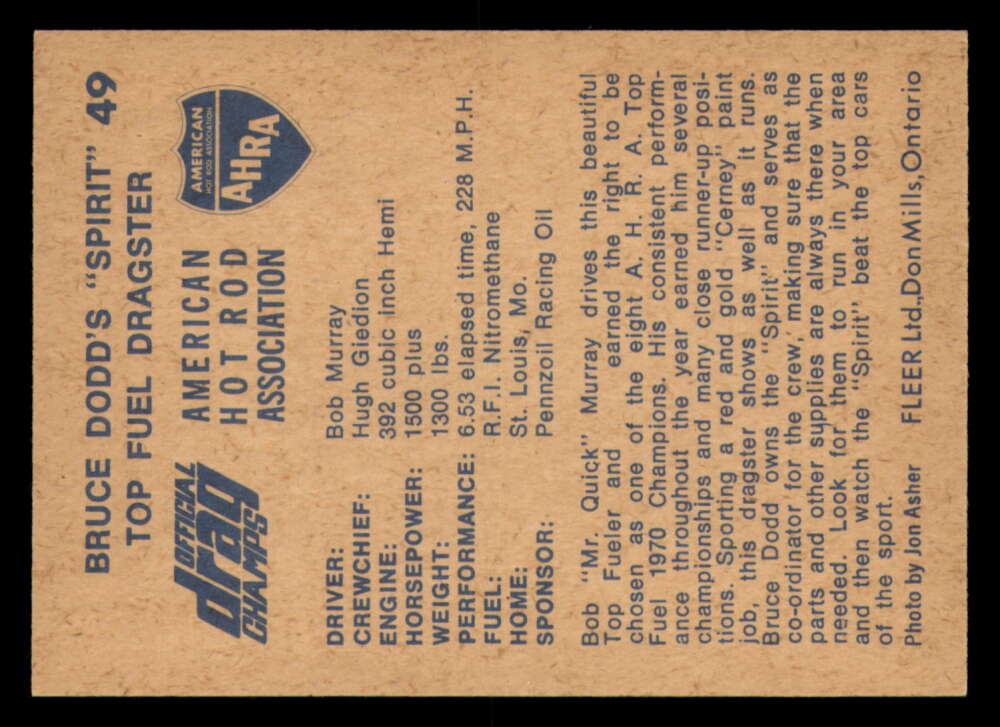 BRUCE DODD'S "SPIRIT" 49
TOP FUEL DRAGSTER
OFFICIAL
drag
CHAMPS
AMERICAN
HOT ROD
ASSOCIATION
AMERICAN
HOT ROD ASSOCIATION
AHRA
DRIVER: Bob Murray
CREWCHIEF: Hugh Giedion
ENGINE: 392 cubic inch Hemi
HORSEPOWER: 1500 plus
WEIGHT: 1300 lbs.
PERFORMANCE: 6.53 elapsed time, 228 M.P.H.
FUEL: R.F.I. Nitromethane
HOME: St. Louis, Mo.
SPONSOR: Pennzoil Racing Oil
Bob "Mr. Quick" Murray drives this beautiful
Top Fueler and earned the right to be
chosen as one of the eight A. H. R. A. Top
Fuel 1970 Champions. His consistent perform-
ance throughout the year earned him several
championships and many close runner-up posi-
tions. Sporting a red and gold "Cerney" paint
job, this dragster shows as well as it runs.
Bruce Dodd owns the "Spirit" and serves as
co-ordinator for the crew, making sure that the
parts and other supplies are always there when
needed. Look for them to run in your area
and then watch the "Spirit" beat the top cars
of the sport.
Photo by Jon Asher FLEER Ltd., Don Mills, Ontario